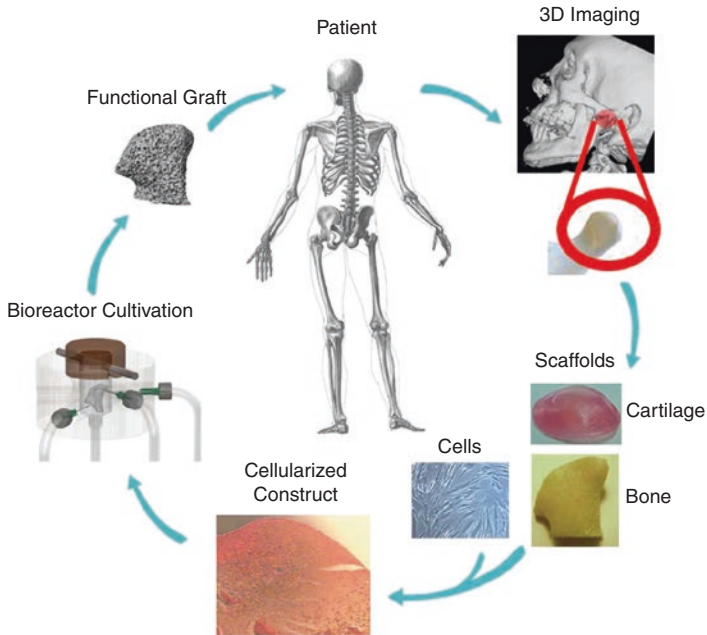 Patient
3D Imaging
Functional Graft
Bioreactor Cultivation
Scaffolds
Cartilage
Bone
Cells
Cellularized
Construct